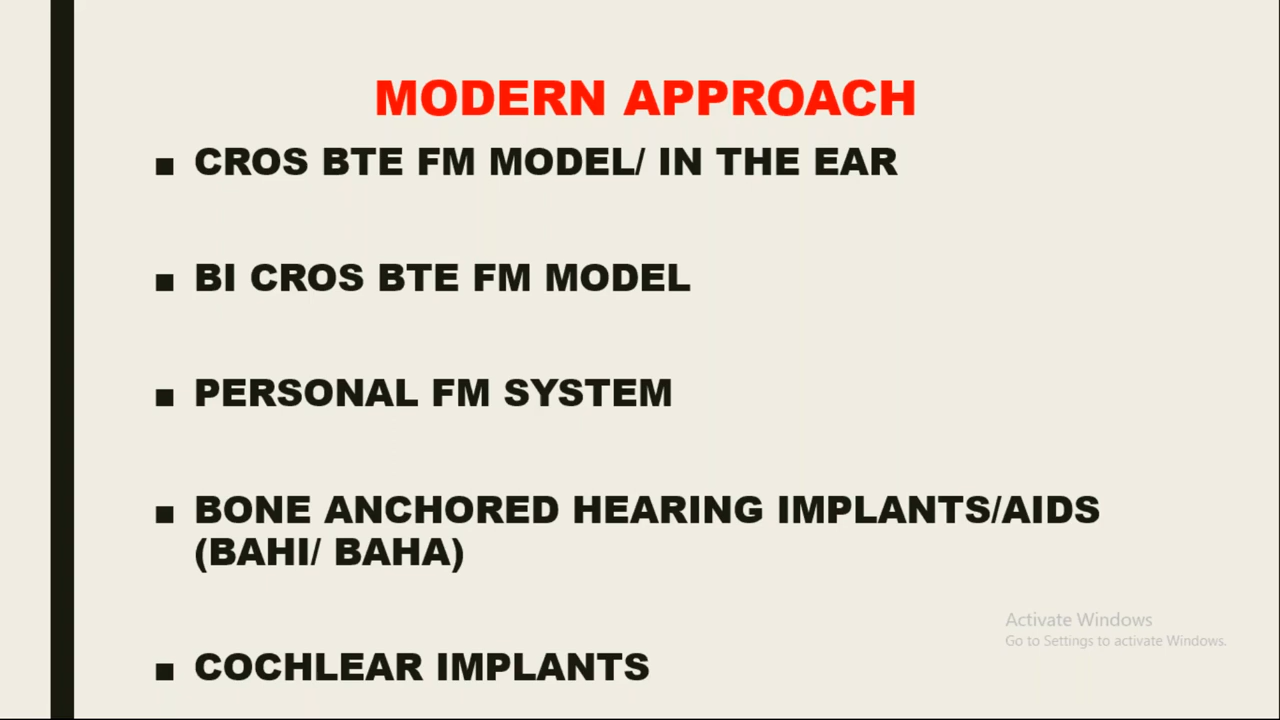 MODERN APPROACH
▪ CROS BTE FM MODEL/ IN THE EAR
▪ BI CROS BTE FM MODEL
▪ PERSONAL FM SYSTEM
▪ BONE ANCHORED HEARING IMPLANTS/AIDS
(BAHI/ BAHA)
Activate Windows
Go to Settings to activate Windows.
▪ COCHLEAR IMPLANTS